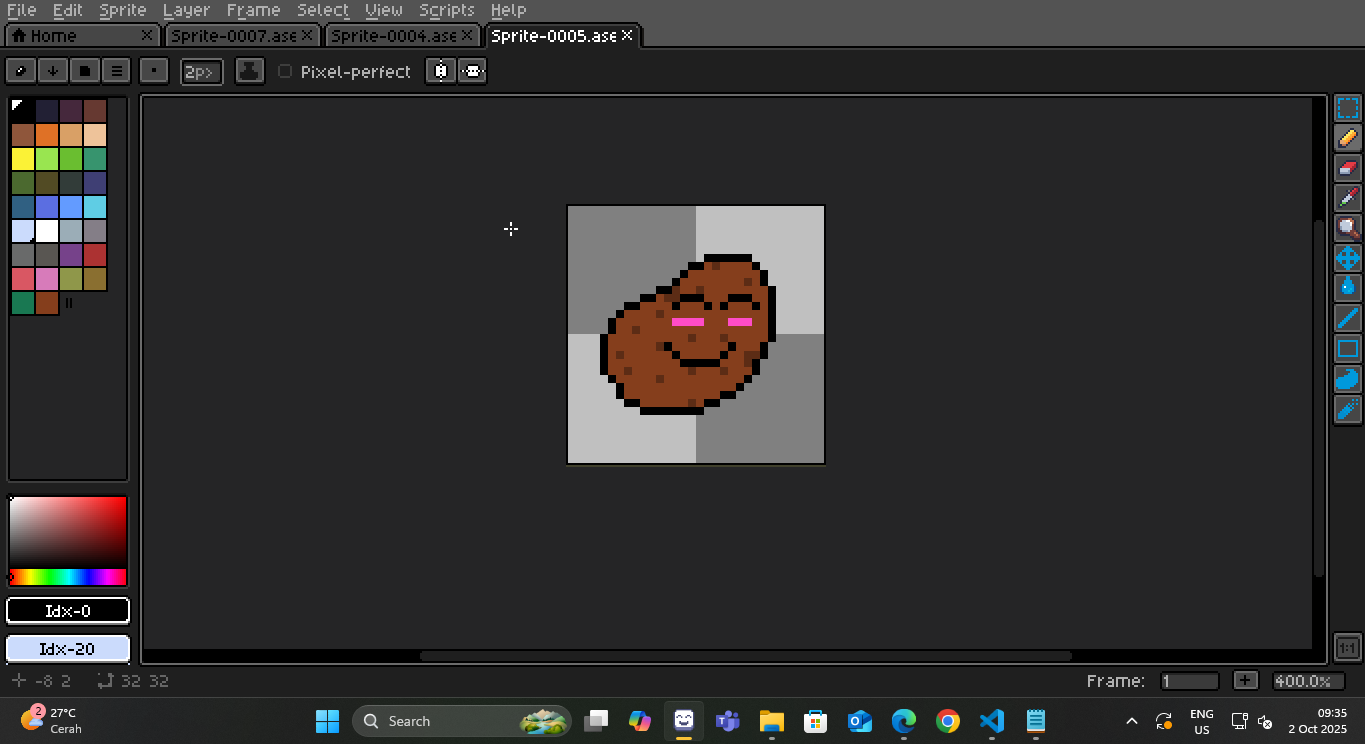 File Edit Sprite Layer Frame Select View Scripts Help
Home Sprite-0007.ase Sprite-0004.ase Sprite-0005.ase
2px Pixel-perfect
Idx-0
Idx-20
-8 2 32 32 Frame: 1 400.0%
1:1
2 27°C
Cerah
Search
ENG
US
09:35
2 Oct 2025